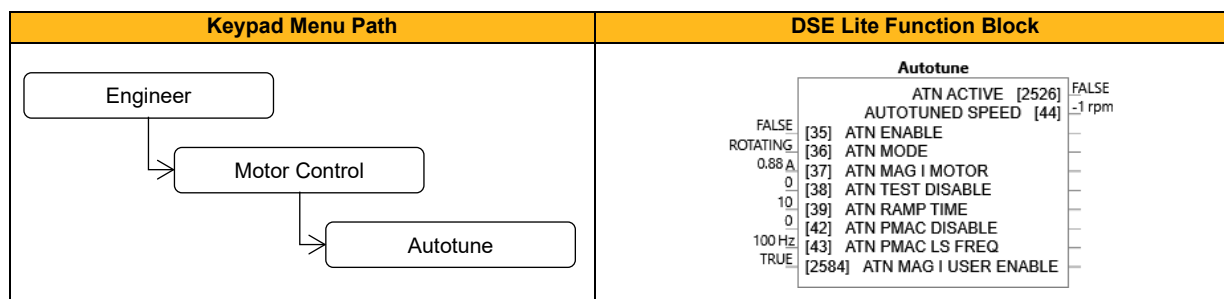 Keypad Menu Path
DSE Lite Function Block
Engineer
Motor Control
Autotune
Autotune
ATN ACTIVE [2526] FALSE
AUTOTUNED SPEED [44] -1 rpm
FALSE [35] ATN ENABLE
ROTATING [36] ATN MODE
0.88 A [37] ATN MAG I MOTOR
0 [38] ATN TEST DISABLE
10 [39] ATN RAMP TIME
0 [42] ATN PMAC DISABLE
100 Hz [43] ATN PMAC LS FREQ
TRUE [2584] ATN MAG I USER ENABLE